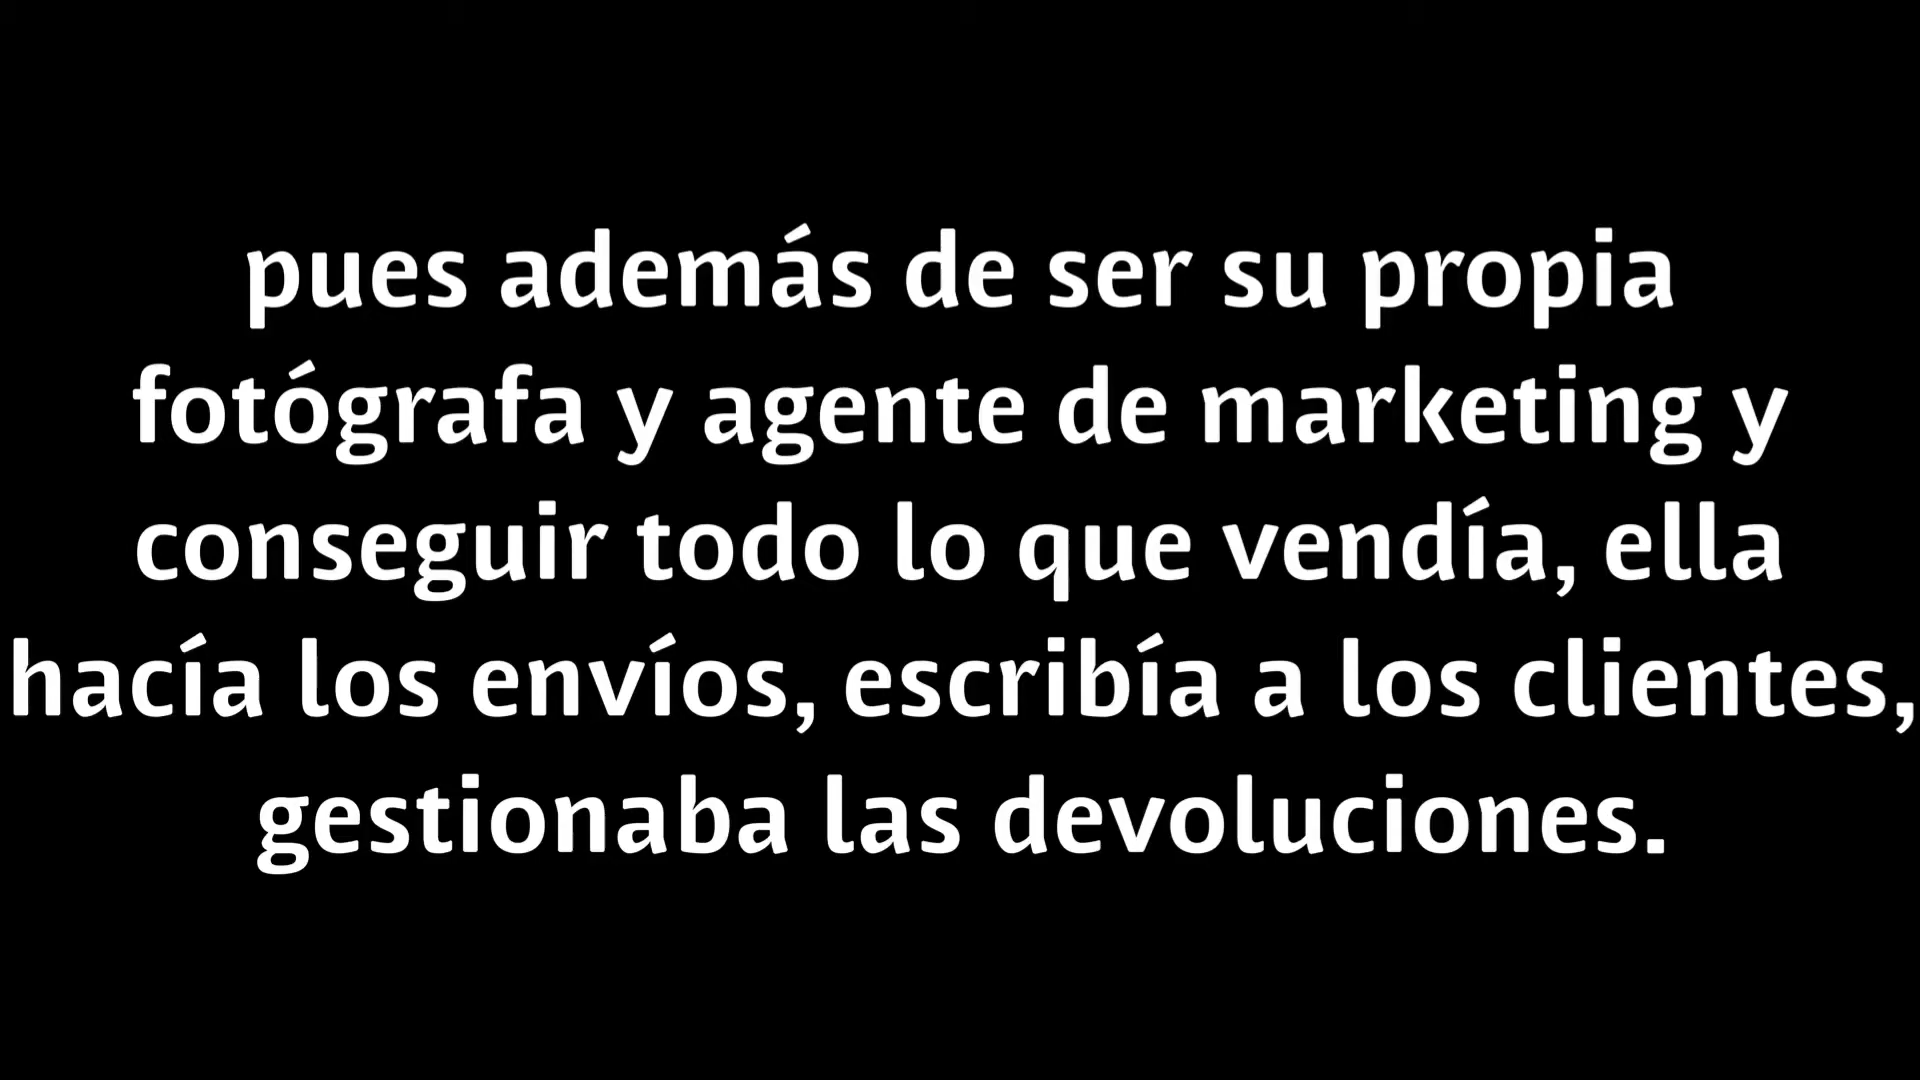 pues además de ser su propia
fotógrafa y agente de marketing y
conseguir todo lo que vendía, ella
hacía los envíos, escribía a los clientes,
gestionaba las devoluciones.